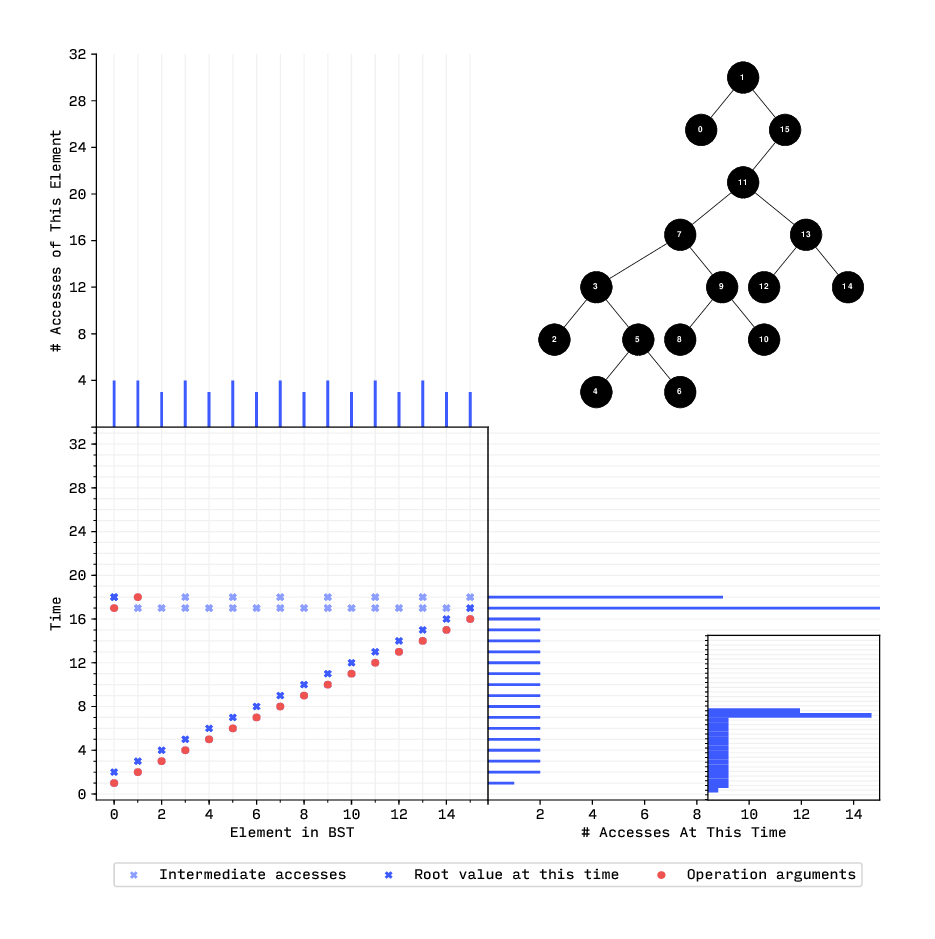 32
28
24
20
16
12
8
4
# Accesses of This Element
1
0 15
11
7 13
3 9 12 14
2 5 8 10
4 6
32
28
24
20
16
12
8
4
0
Time
0 2 4 6 8 10 12 14
Element in BST
2 4 6 8 10 12 14
# Accesses At This Time
Intermediate accesses Root value at this time Operation arguments